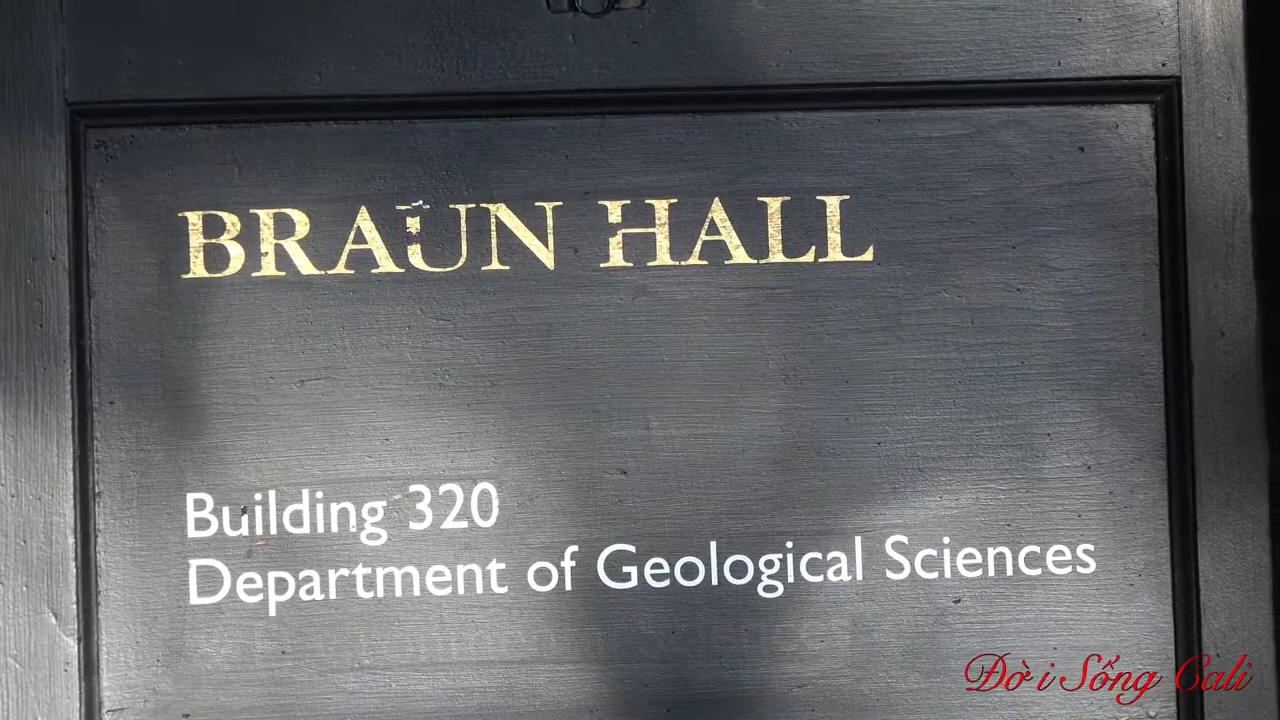 BRAUN HALL
Building 320
Department of Geological Sciences
Đời Sống Cali